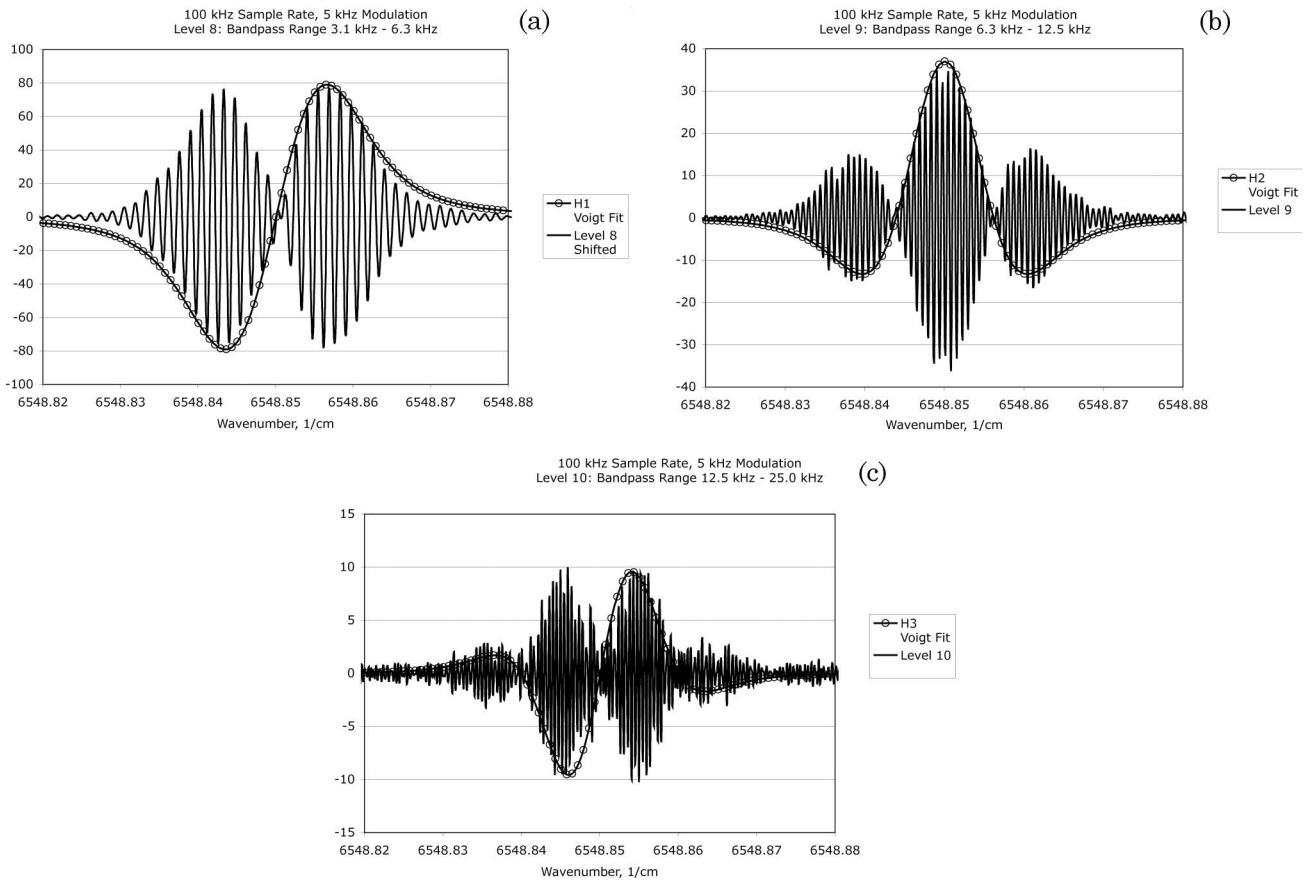 100 kHz Sample Rate, 5 kHz Modulation
Level 8: Bandpass Range 3.1 kHz - 6.3 kHz
(a)
100
80
60
40
20
0
-20
-40
-60
-80
-100
6548.82 6548.83 6548.84 6548.85 6548.86 6548.87 6548.88
Wavenumber, 1/cm
H1
Voigt Fit
Level 8
Shifted
100 kHz Sample Rate, 5 kHz Modulation
Level 9: Bandpass Range 6.3 kHz - 12.5 kHz
(b)
40
30
20
10
0
-10
-20
-30
-40
6548.82 6548.83 6548.84 6548.85 6548.86 6548.87 6548.88
Wavenumber, 1/cm
H2
Voigt Fit
Level 9
100 kHz Sample Rate, 5 kHz Modulation
Level 10: Bandpass Range 12.5 kHz - 25.0 kHz
(c)
15
10
5
0
-5
-10
-15
6548.82 6548.83 6548.84 6548.85 6548.86 6548.87 6548.88
Wavenumber, 1/cm
H3
Voigt Fit
Level 10